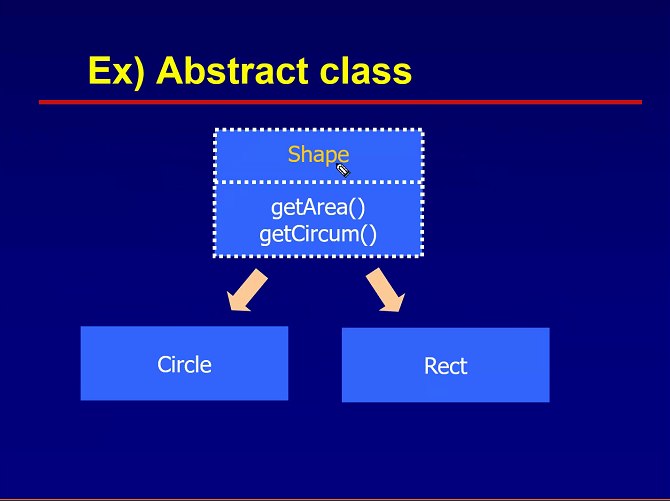 Ex) Abstract class
Shape
getArea()
getCircum()
Circle
Rect